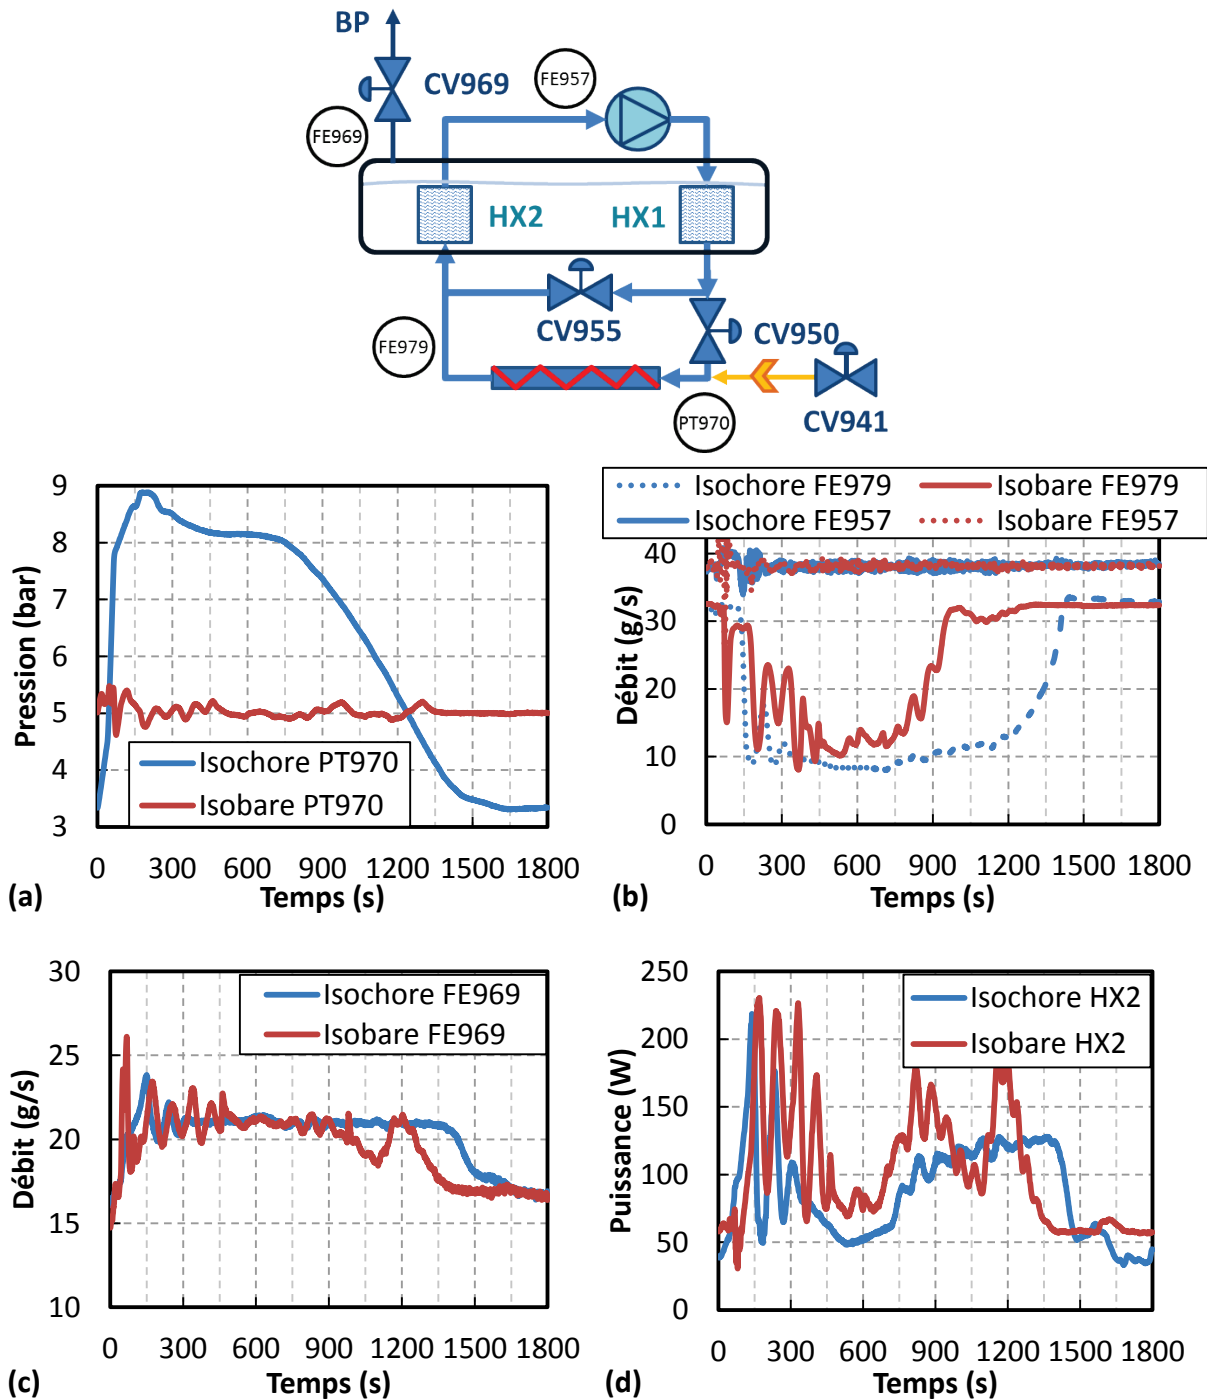 BP
CV969
FE957
FE969
HX2
HX1
CV955
CV950
FE979
PT970
CV941
Pression (bar)
9
8
7
6
5
4
3
Isochore PT970
Isobare PT970
0 300 600 900 1200 1500 1800
(a)
Temps (s)
Isochore FE979
Isobare FE979
Isochore FE957
Isobare FE957
Débit (g/s)
40
30
20
10
0
0 300 600 900 1200 1500 1800
(b)
Temps (s)
Débit (g/s)
30
25
20
15
10
Isochore FE969
Isobare FE969
0 300 600 900 1200 1500 1800
(c)
Temps (s)
Puissance (W)
250
200
150
100
50
0
Isochore HX2
Isobare HX2
0 300 600 900 1200 1500 1800
(d)
Temps (s)